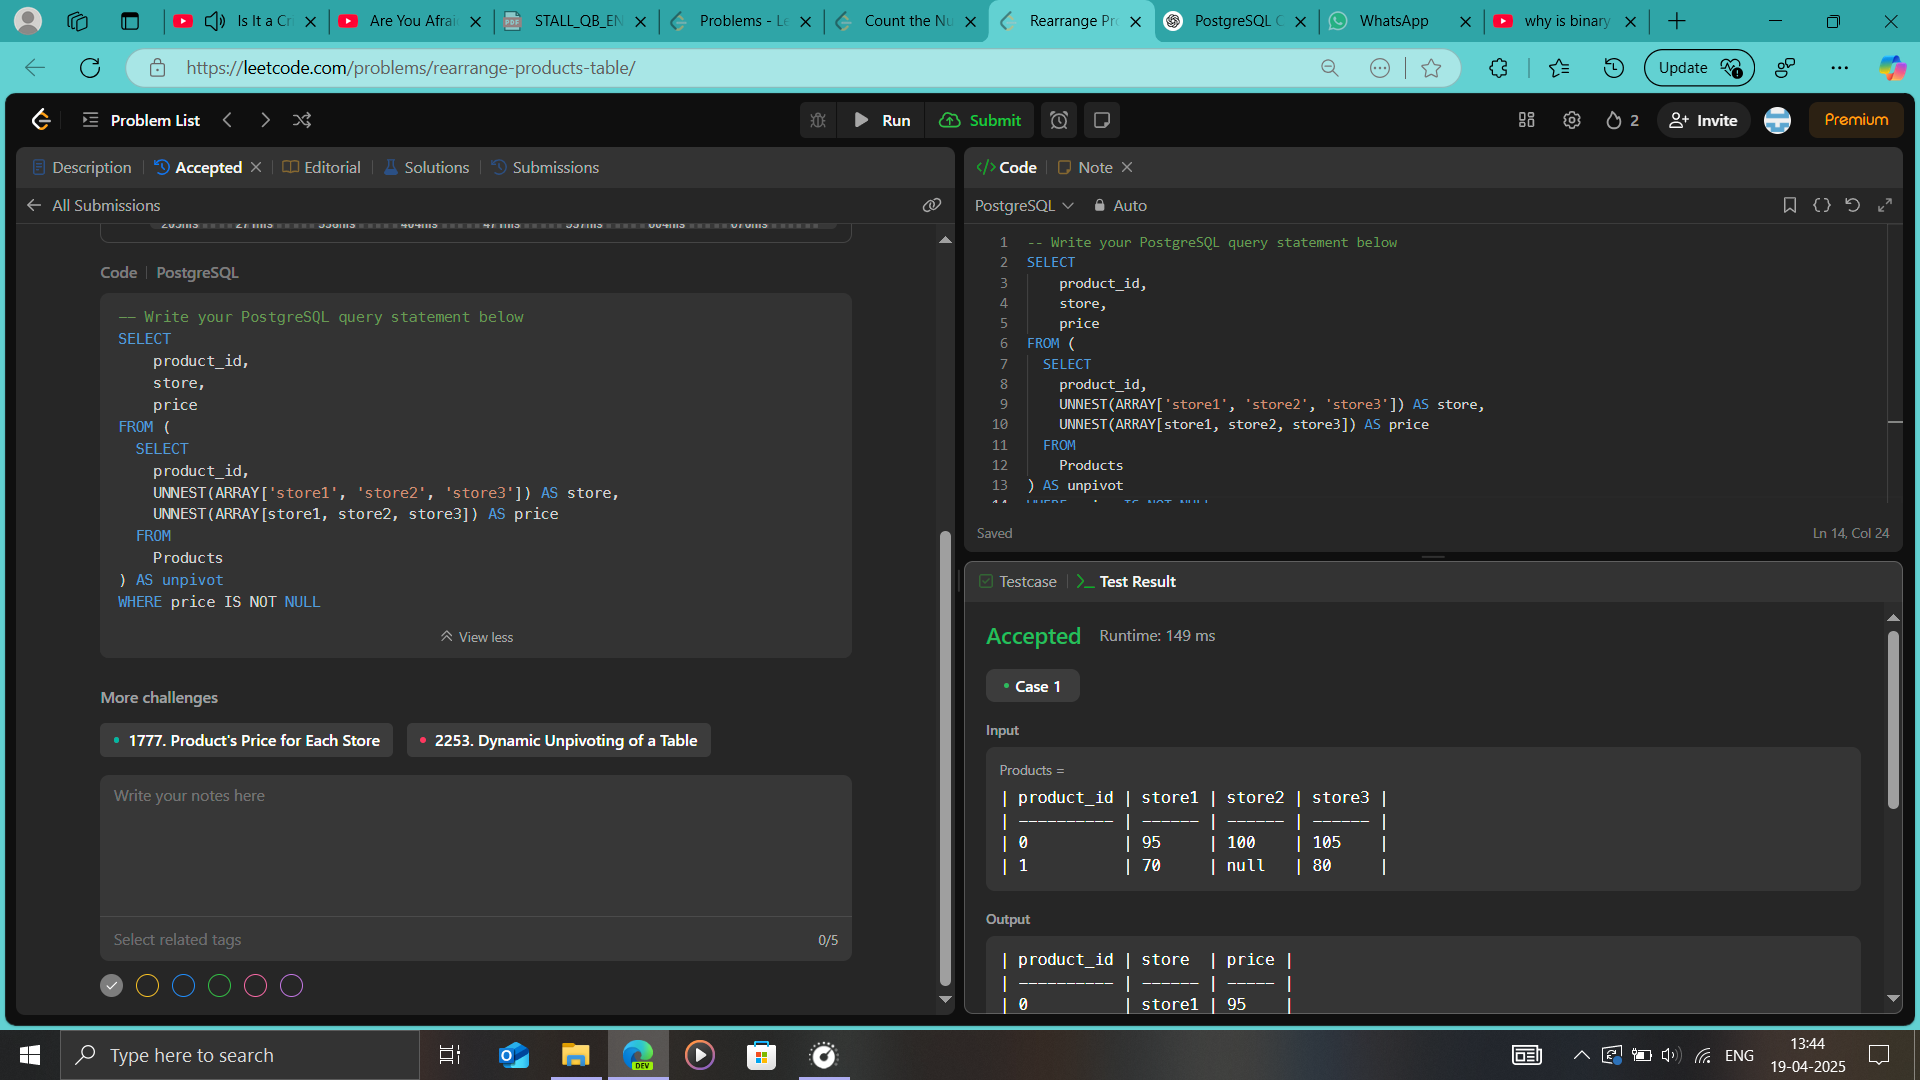 Is It a Cri
Are You Afrai
STALL_QB_EN
Problems - Le
Count the Nu
Rearrange Pro
PostgreSQL C
WhatsApp
why is binary
https://leetcode.com/problems/rearrange-products-table/
Update
Problem List
Run
Submit
2
Invite
Premium
Description
Accepted
Editorial
Solutions
Submissions
All Submissions
Code
PostgreSQL
-- Write your PostgreSQL query statement below
SELECT
product_id,
store,
price
FROM (
SELECT
product_id,
UNNEST(ARRAY['store1', 'store2', 'store3']) AS store,
UNNEST(ARRAY[store1, store2, store3]) AS price
FROM
Products
) AS unpivot
WHERE price IS NOT NULL
View less
More challenges
1777. Product's Price for Each Store
2253. Dynamic Unpivoting of a Table
Write your notes here
Select related tags
0/5
Code
Note
PostgreSQL
Auto
1 -- Write your PostgreSQL query statement below
2 SELECT
3 product_id,
4 store,
5 price
6 FROM (
7 SELECT
8 product_id,
9 UNNEST(ARRAY['store1', 'store2', 'store3']) AS store,
10 UNNEST(ARRAY[store1, store2, store3]) AS price
11 FROM
12 Products
13 ) AS unpivot
Saved
Ln 14, Col 24
Testcase
Test Result
Accepted
Runtime: 149 ms
Case 1
Input
Products =
| product_id | store1 | store2 | store3 |
| ---------- | ------ | ------ | ------ |
| 0 | 95 | 100 | 105 |
| 1 | 70 | null | 80 |
Output
| product_id | store | price |
| ---------- | ------ | ----- |
| 0 | store1 | 95 |
Type here to search
DEV
ENG
13:44
19-04-2025